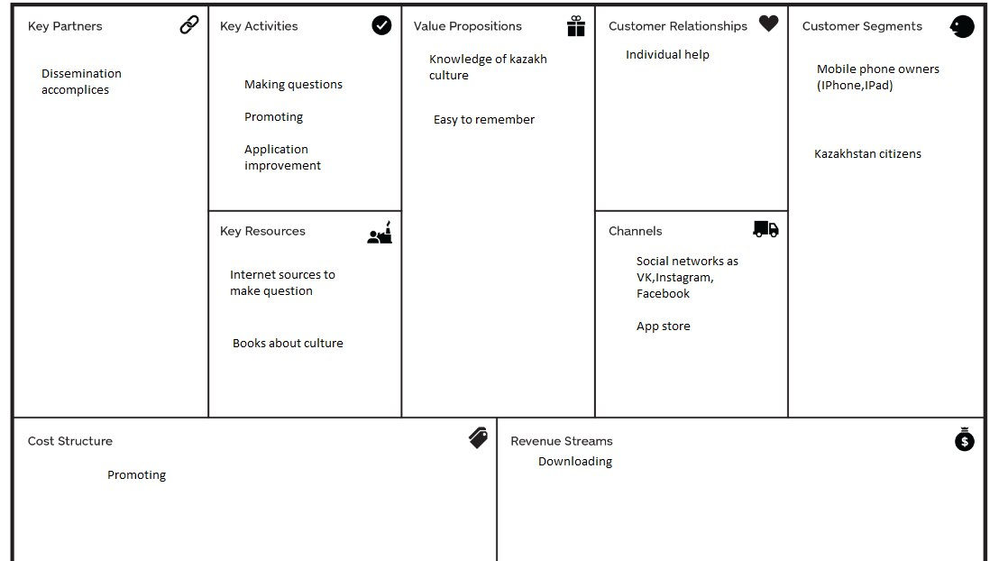 Key Partners
Dissemination
accomplices
Key Activities
Making questions
Promoting
Application
improvement
Key Resources
Internet sources to
make question
Books about culture
Value Propositions
Knowledge of kazakh
culture
Easy to remember
Customer Relationships
Individual help
Channels
Social networks as
VK,Instagram,
Facebook
App store
Customer Segments
Mobile phone owners
(IPhone,IPad)
Kazakhstan citizens
Cost Structure
Promoting
Revenue Streams
$
Downloading